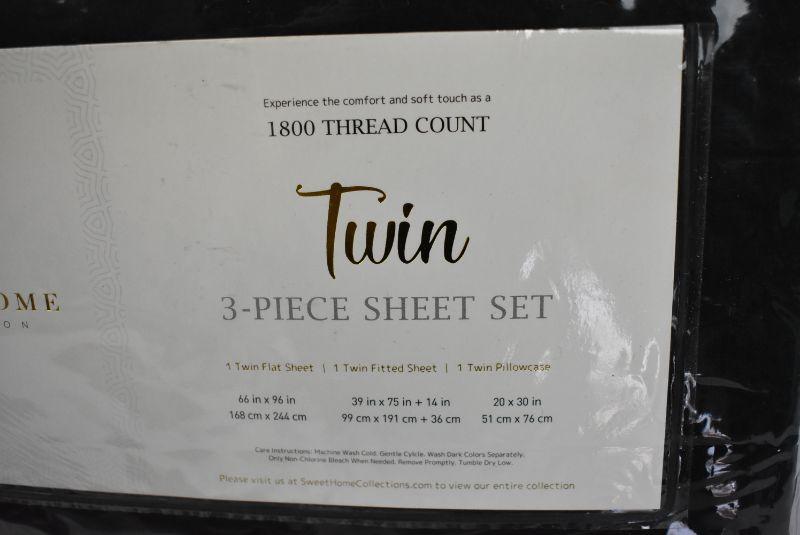 Experience the comfort and soft touch as a
1800 THREAD COUNT
Twin
3-PIECE SHEET SET
OME
ON
1 Twin Flat Sheet | 1 Twin Fitted Sheet | 1 Twin Pillowcase
66 in x 96 in 39 in x 75 in + 14 in 20 x 30 in
168 cm x 244 cm 99 cm x 191 cm + 36 cm 51 cm x 76 cm
Care Instructions: Machine Wash Cold. Gentle Cylcle. Wash Dark Colors Separately.
Only Non-Chlorine Bleach When Needed. Remove Promptly. Tumble Dry Low.
Please visit us at SweetHomeCollections.com to view our entire collection